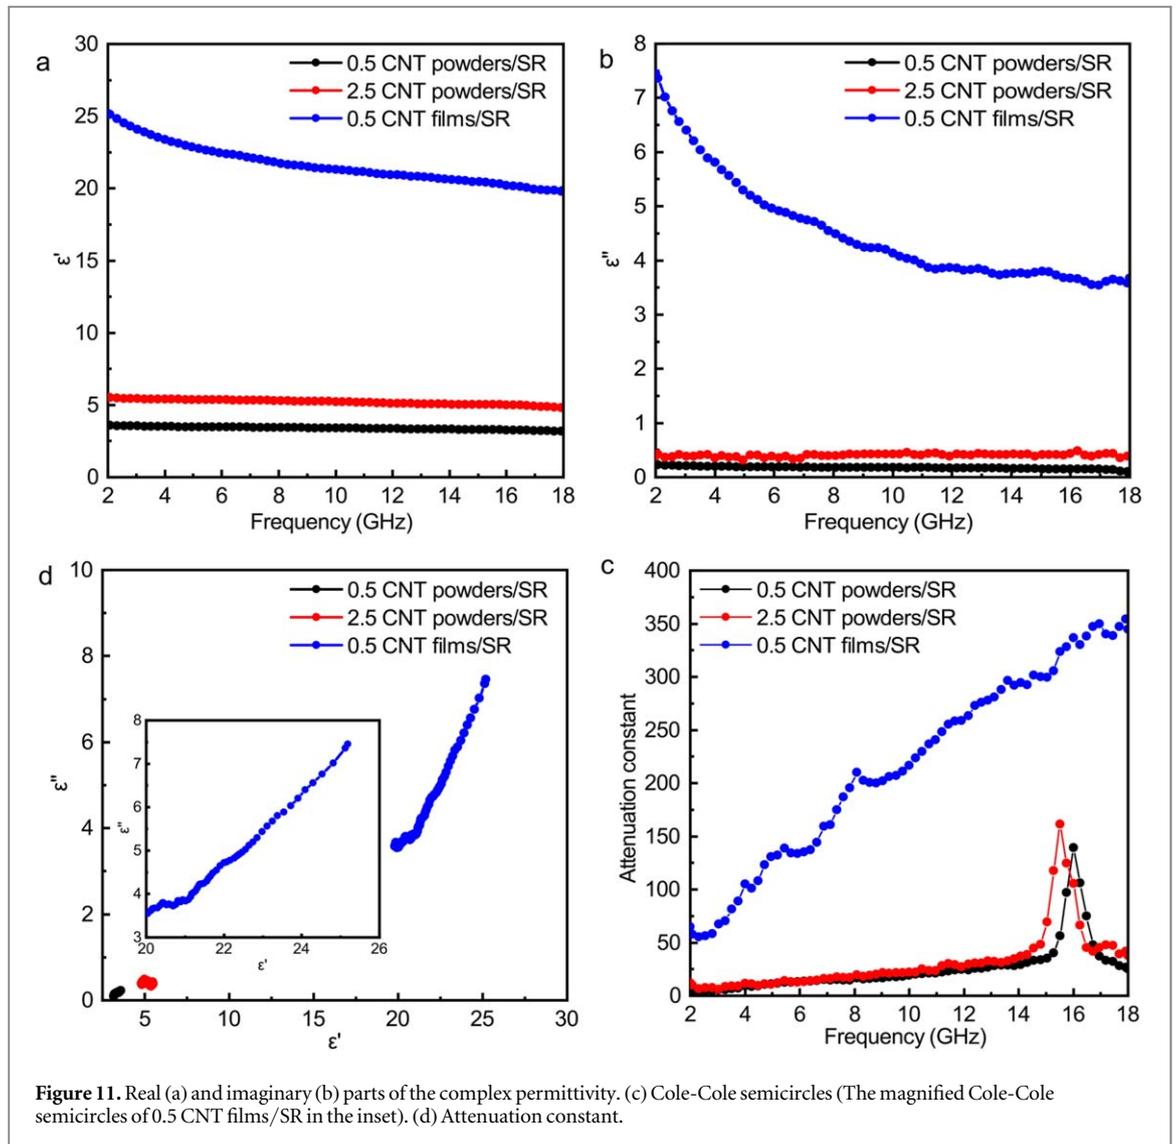 a
30
25
20
15
10
5
0
ε'
0.5 CNT powders/SR
2.5 CNT powders/SR
0.5 CNT films/SR
2 4 6 8 10 12 14 16 18
Frequency (GHz)
b
8
7
6
5
4
3
2
1
0
ε"
0.5 CNT powders/SR
2.5 CNT powders/SR
0.5 CNT films/SR
2 4 6 8 10 12 14 16 18
Frequency (GHz)
d
10
8
6
4
2
0
ε"
0.5 CNT powders/SR
2.5 CNT powders/SR
0.5 CNT films/SR
8
7
6
5
4
3
ε"
20 22 24 26
ε'
5 10 15 20 25 30
ε'
c
400
350
300
250
200
150
100
50
0
Attenuation constant
0.5 CNT powders/SR
2.5 CNT powders/SR
0.5 CNT films/SR
2 4 6 8 10 12 14 16 18
Frequency (GHz)
Figure 11. Real (a) and imaginary (b) parts of the complex permittivity. (c) Cole-Cole semicircles (The magnified Cole-Cole
semicircles of 0.5 CNT films/SR in the inset). (d) Attenuation constant.